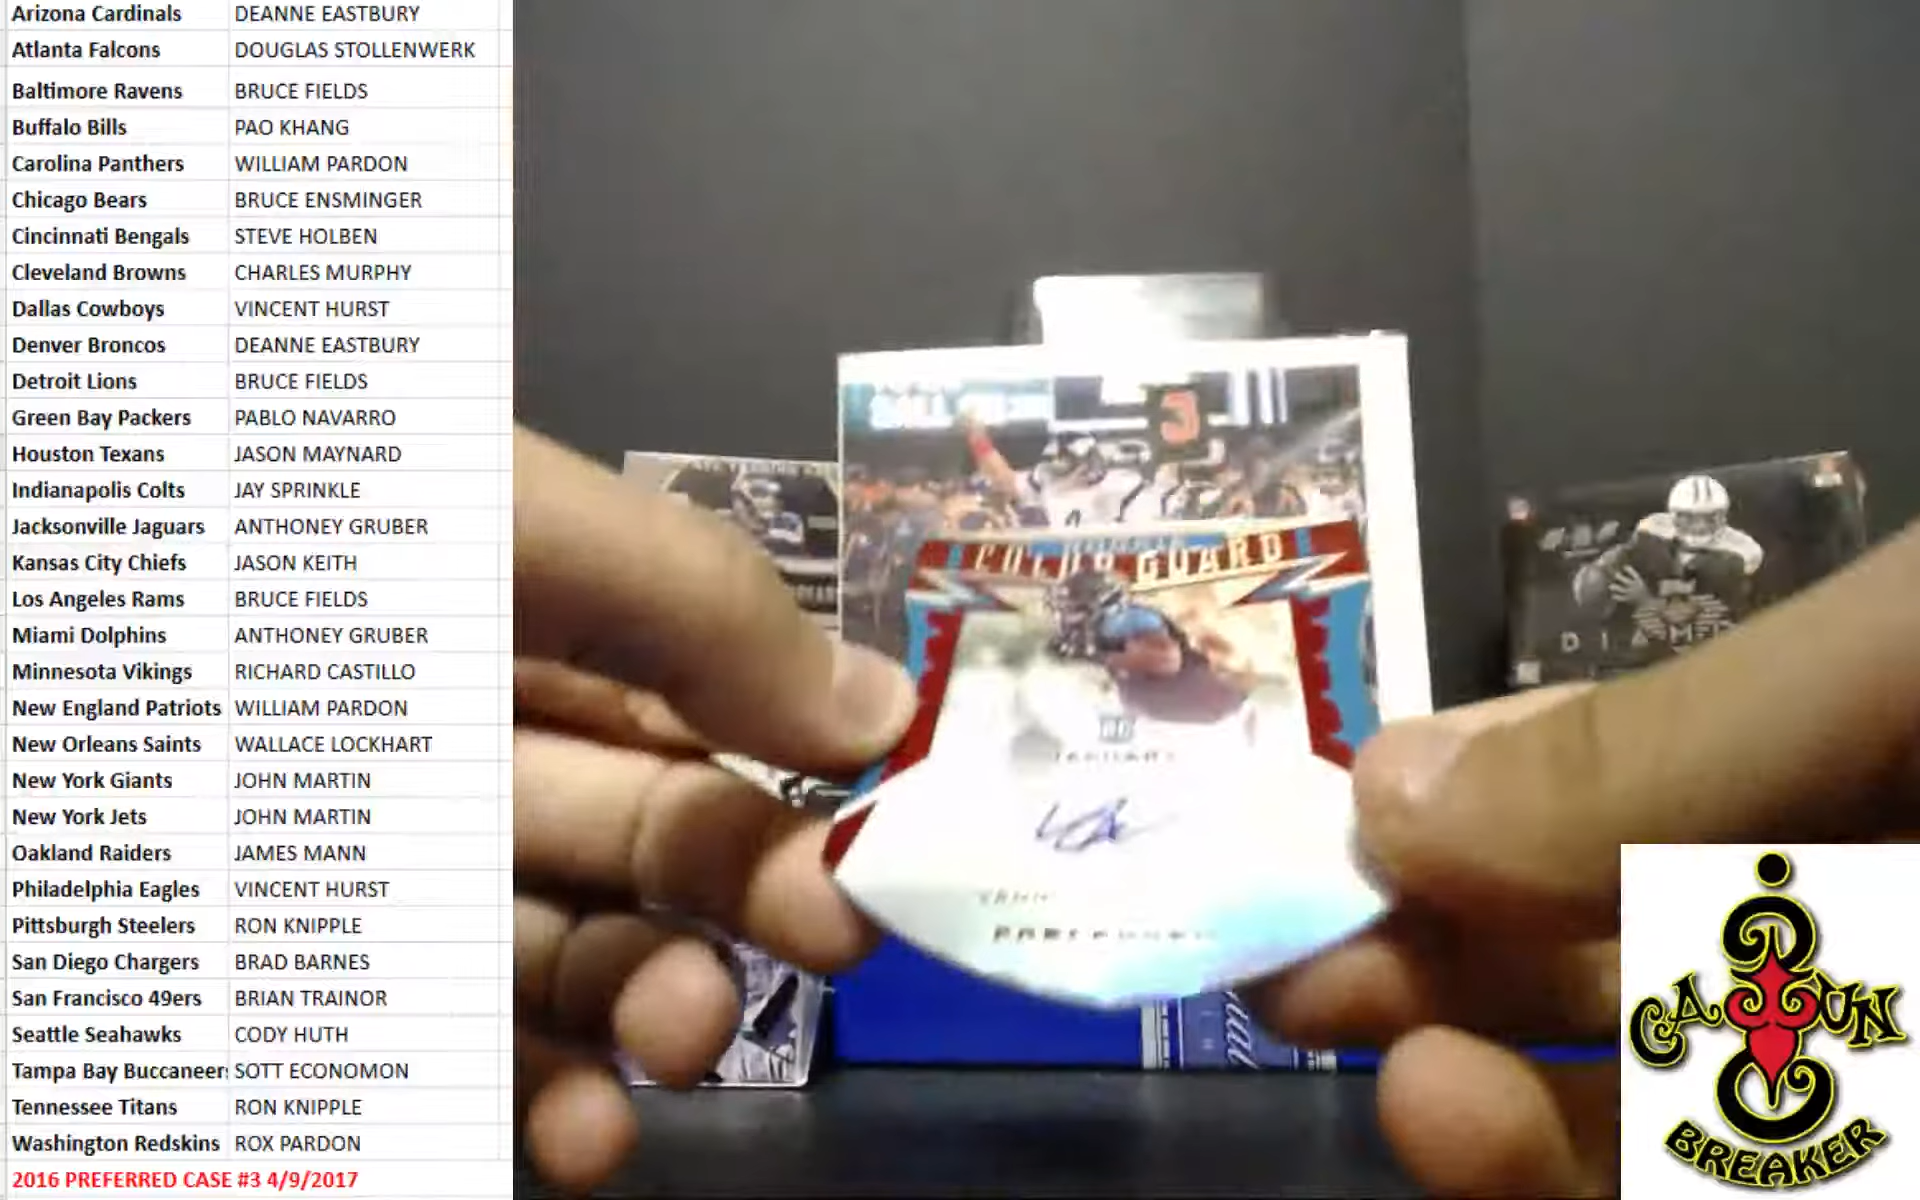 Arizona Cardinals DEANNE EASTBURY
Atlanta Falcons DOUGLAS STOLLENWERK
Baltimore Ravens BRUCE FIELDS
Buffalo Bills PAO KHANG
Carolina Panthers WILLIAM PARDON
Chicago Bears BRUCE ENSMINGER
Cincinnati Bengals STEVE HOLBEN
Cleveland Browns CHARLES MURPHY
Dallas Cowboys VINCENT HURST
Denver Broncos DEANNE EASTBURY
Detroit Lions BRUCE FIELDS
Green Bay Packers PABLO NAVARRO
Houston Texans JASON MAYNARD
Indianapolis Colts JAY SPRINKLE
Jacksonville Jaguars ANTHONEY GRUBER
Kansas City Chiefs JASON KEITH
Los Angeles Rams BRUCE FIELDS
Miami Dolphins ANTHONEY GRUBER
Minnesota Vikings RICHARD CASTILLO
New England Patriots WILLIAM PARDON
New Orleans Saints WALLACE LOCKHART
New York Giants JOHN MARTIN
New York Jets JOHN MARTIN
Oakland Raiders JAMES MANN
Philadelphia Eagles VINCENT HURST
Pittsburgh Steelers RON KNIPPLE
San Diego Chargers BRAD BARNES
San Francisco 49ers BRIAN TRAINOR
Seattle Seahawks CODY HUTH
Tampa Bay Buccaneer SOTT ECONOMON
Tennessee Titans RON KNIPPLE
Washington Redskins ROX PARDON
2016 PREFERRED CASE #3 4/9/2017
3
GUARD
JAGUARS
CAJUN
BREAKER